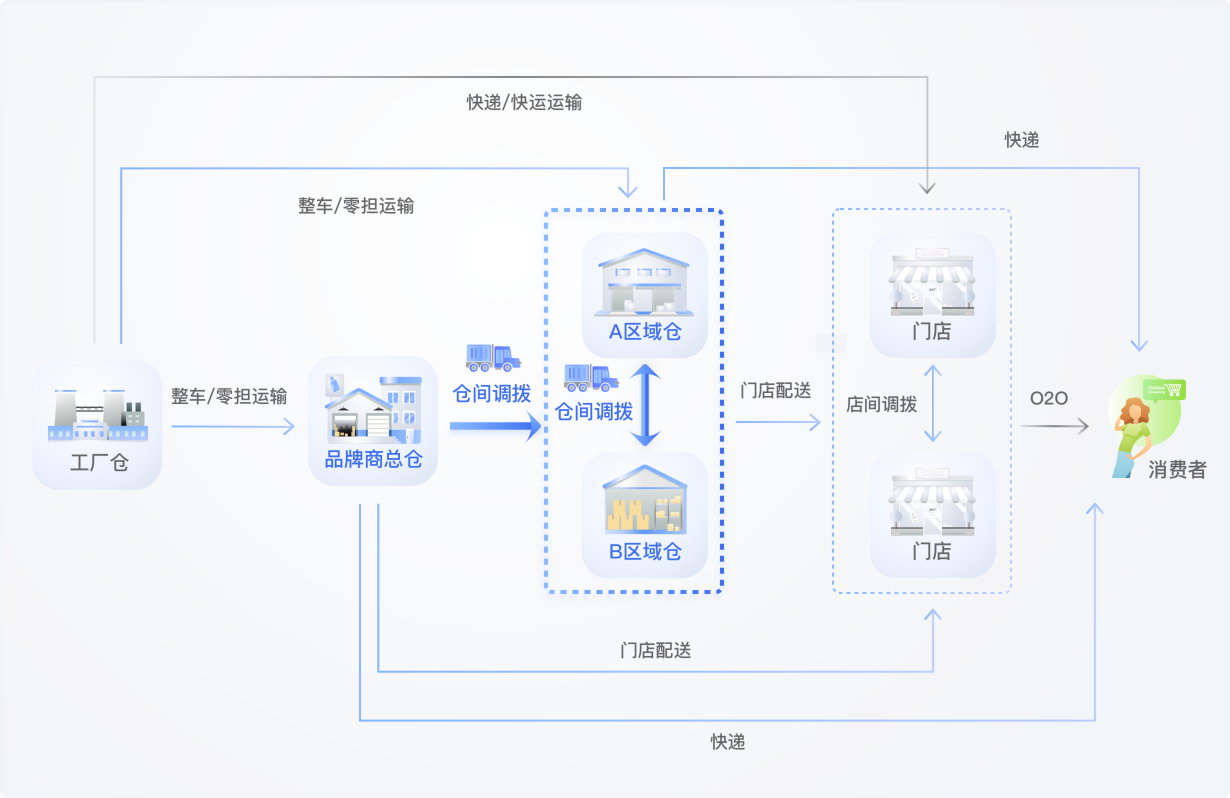 快递/快运运输
快递
整车/零担运输
A区域仓
门店
整车/零担运输
仓间调拨
仓间调拨
门店配送
店间调拨
O2O
Online
工厂仓
品牌商总仓
消费者
B区域仓
门店
门店配送
快递